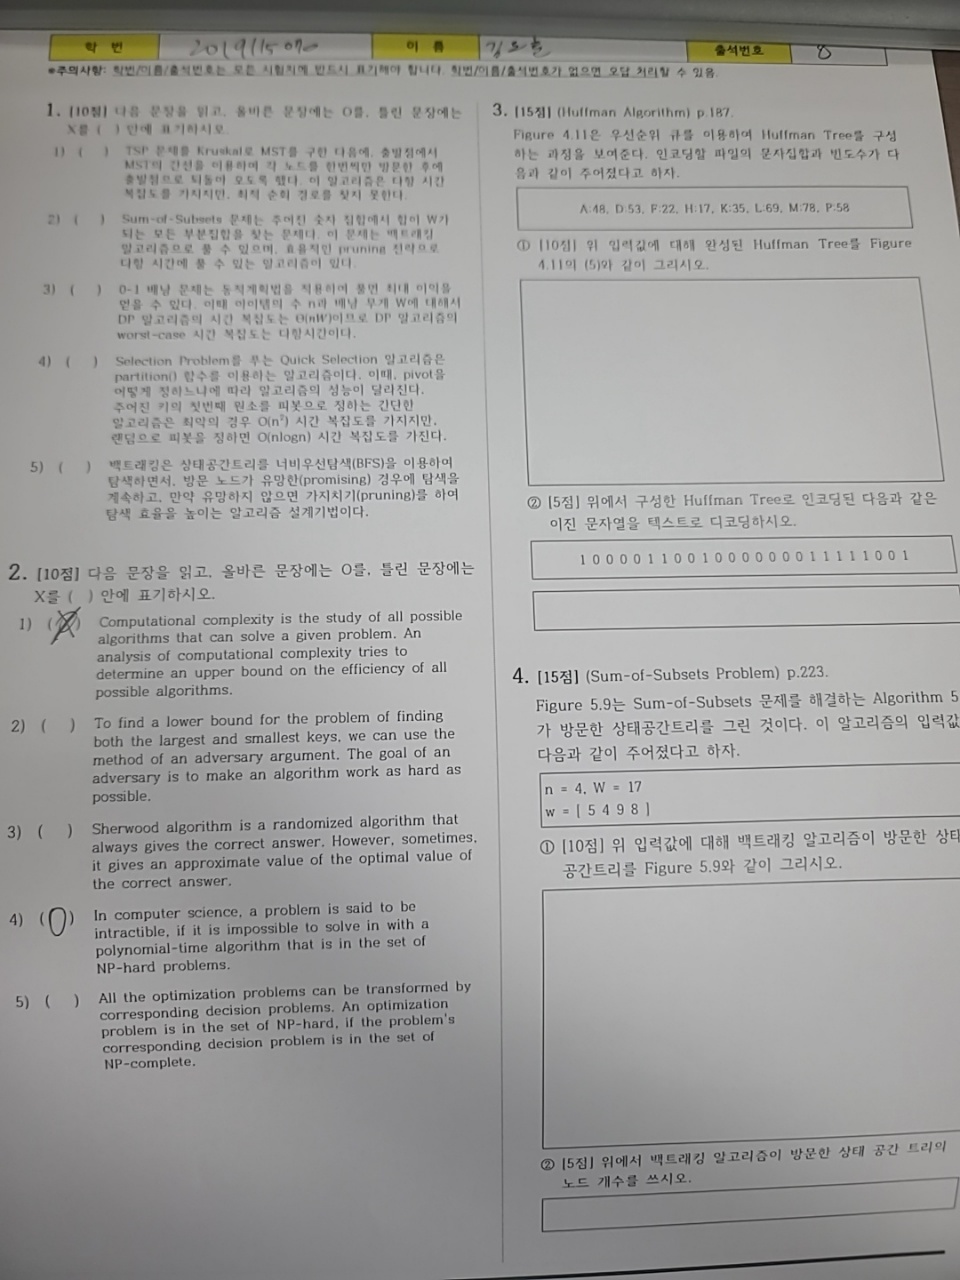 학 번 이 름 출석번호 8
※주의사항: 학번/이름/출석번호는 모든 시험지에 반드시 표기해야 합니다. 학번/이름/출석번호가 없으면 오답 처리될 수 있음.
1. [10점] 다음 문장을 읽고, 올바른 문장에는 O를, 틀린 문장에는
X를 ( ) 안에 표기하시오.
1) ( ) TSP 문제를 Kruskal로 MST를 구한 다음에, 출발점에서
MST의 간선을 이용하여 각 노드를 한번씩만 방문한 후에
출발점으로 되돌아 오도록 했다. 이 알고리즘은 다항 시간
복잡도를 가지지만, 최적 순회 경로를 찾지 못한다.
2) ( ) Sum-of-Subsets 문제는 주어진 숫자 집합에서 합이 W가
되는 모든 부분집합을 찾는 문제다. 이 문제는 백트래킹
알고리즘으로 풀 수 있으며, 효율적인 pruning 전략으로
다항 시간에 풀 수 있는 알고리즘이 있다.
3) ( ) 0-1 배낭 문제는 동적계획법을 적용하여 풀면 최대 이익을
얻을 수 있다. 이때 아이템의 수 n과 배낭 무게 W에 대해서
DP 알고리즘의 시간 복잡도는 Θ(nW)이므로 DP 알고리즘의
worst-case 시간 복잡도는 다항시간이다.
4) ( ) Selection Problem를 푸는 Quick Selection 알고리즘은
partition() 함수를 이용하는 알고리즘이다. 이때, pivot을
어떻게 정하느냐에 따라 알고리즘의 성능이 달라진다.
주어진 키의 첫번째 원소를 피봇으로 정하는 간단한
알고리즘은 최악의 경우 O(n²) 시간 복잡도를 가지지만,
랜덤으로 피봇을 정하면 O(nlogn) 시간 복잡도를 가진다.
5) ( ) 백트래킹은 상태공간트리를 너비우선탐색(BFS)을 이용하여
탐색하면서, 방문 노드가 유망한(promising) 경우에 탐색을
계속하고, 만약 유망하지 않으면 가지치기(pruning)를 하여
탐색 효율을 높이는 알고리즘 설계기법이다.
2. [10점] 다음 문장을 읽고, 올바른 문장에는 O를, 틀린 문장에는
X를 ( ) 안에 표기하시오.
1) ( ) Computational complexity is the study of all possible
algorithms that can solve a given problem. An
analysis of computational complexity tries to
determine an upper bound on the efficiency of all
possible algorithms.
2) ( ) To find a lower bound for the problem of finding
both the largest and smallest keys, we can use the
method of an adversary argument. The goal of an
adversary is to make an algorithm work as hard as
possible.
3) ( ) Sherwood algorithm is a randomized algorithm that
always gives the correct answer. However, sometimes,
it gives an approximate value of the optimal value of
the correct answer.
4) (O) In computer science, a problem is said to be
intractible, if it is impossible to solve in with a
polynomial-time algorithm that is in the set of
NP-hard problems.
5) ( ) All the optimization problems can be transformed by
corresponding decision problems. An optimization
problem is in the set of NP-hard, if the problem's
corresponding decision problem is in the set of
NP-complete.
3. [15점] (Huffman Algorithm) p.187.
Figure 4.11은 우선순위 큐를 이용하여 Huffman Tree를 구성
하는 과정을 보여준다. 인코딩할 파일의 문자집합과 빈도수가 다
음과 같이 주어졌다고 하자.
A:48, D:53, F:22, H:17, K:35, L:69, M:78, P:58
① [10점] 위 입력값에 대해 완성된 Huffman Tree를 Figure
4.11의 (5)와 같이 그리시오.
② [5점] 위에서 구성한 Huffman Tree로 인코딩된 다음과 같은
이진 문자열을 텍스트로 디코딩하시오.
1 0 0 0 0 1 1 0 0 1 0 0 0 0 0 0 0 0 1 1 1 1 1 0 0 1
4. [15점] (Sum-of-Subsets Problem) p.223.
Figure 5.9는 Sum-of-Subsets 문제를 해결하는 Algorithm 5
가 방문한 상태공간트리를 그린 것이다. 이 알고리즘의 입력값
다음과 같이 주어졌다고 하자.
n = 4, W = 17
w = [ 5 4 9 8 ]
① [10점] 위 입력값에 대해 백트래킹 알고리즘이 방문한 상태
공간트리를 Figure 5.9와 같이 그리시오.
② [5점] 위에서 백트래킹 알고리즘이 방문한 상태 공간 트리의
노드 개수를 쓰시오.